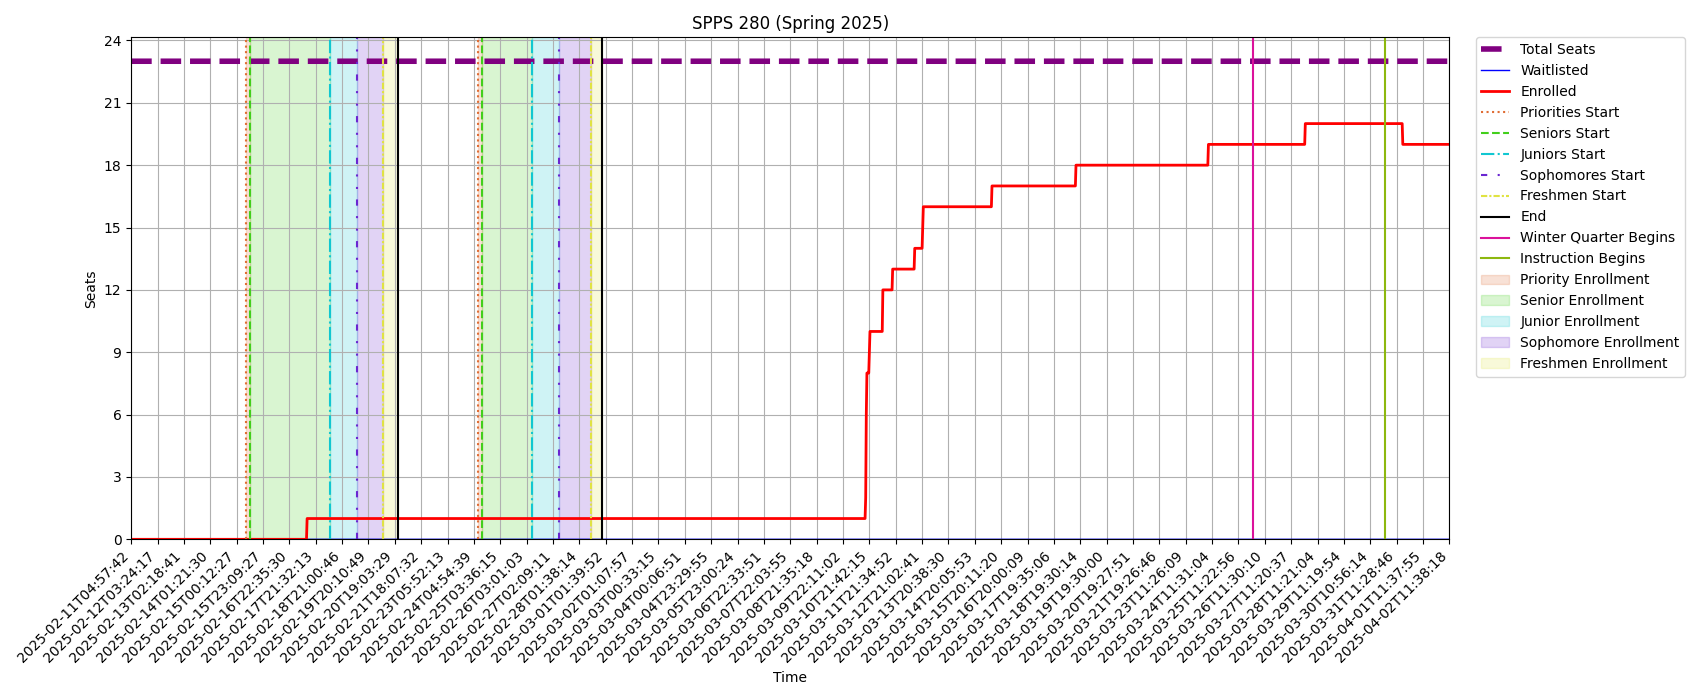 SPPS 280 (Spring 2025)
24
21
18
15
12
9
6
3
0
Seats
2025-02-11T04:57:42
2025-02-12T03:24:17
2025-02-13T02:18:41
2025-02-14T01:21:30
2025-02-15T00:12:27
2025-02-15T23:09:27
2025-02-16T22:35:30
2025-02-17T21:32:13
2025-02-18T21:00:46
2025-02-19T20:10:49
2025-02-20T19:03:29
2025-02-21T18:07:32
2025-02-23T05:52:13
2025-02-24T04:54:39
2025-02-25T03:36:15
2025-02-26T03:01:03
2025-02-27T02:09:11
2025-02-28T01:38:14
2025-03-01T01:39:52
2025-03-02T01:07:57
2025-03-03T00:33:15
2025-03-04T00:06:51
2025-03-04T23:29:55
2025-03-05T23:00:24
2025-03-06T22:33:51
2025-03-07T22:03:55
2025-03-08T21:35:18
2025-03-09T22:11:02
2025-03-10T21:42:15
2025-03-11T21:34:52
2025-03-12T21:02:41
2025-03-13T20:38:30
2025-03-14T20:05:53
2025-03-15T20:11:20
2025-03-16T20:00:09
2025-03-17T19:35:06
2025-03-18T19:30:14
2025-03-19T19:30:00
2025-03-20T19:27:51
2025-03-21T19:26:46
2025-03-23T11:26:09
2025-03-24T11:31:04
2025-03-25T11:22:56
2025-03-26T11:30:10
2025-03-27T11:20:37
2025-03-28T11:21:04
2025-03-29T11:19:54
2025-03-30T10:56:14
2025-03-31T11:28:46
2025-04-01T11:37:55
2025-04-02T11:38:18
Time
Total Seats
Waitlisted
Enrolled
Priorities Start
Seniors Start
Juniors Start
Sophomores Start
Freshmen Start
End
Winter Quarter Begins
Instruction Begins
Priority Enrollment
Senior Enrollment
Junior Enrollment
Sophomore Enrollment
Freshmen Enrollment